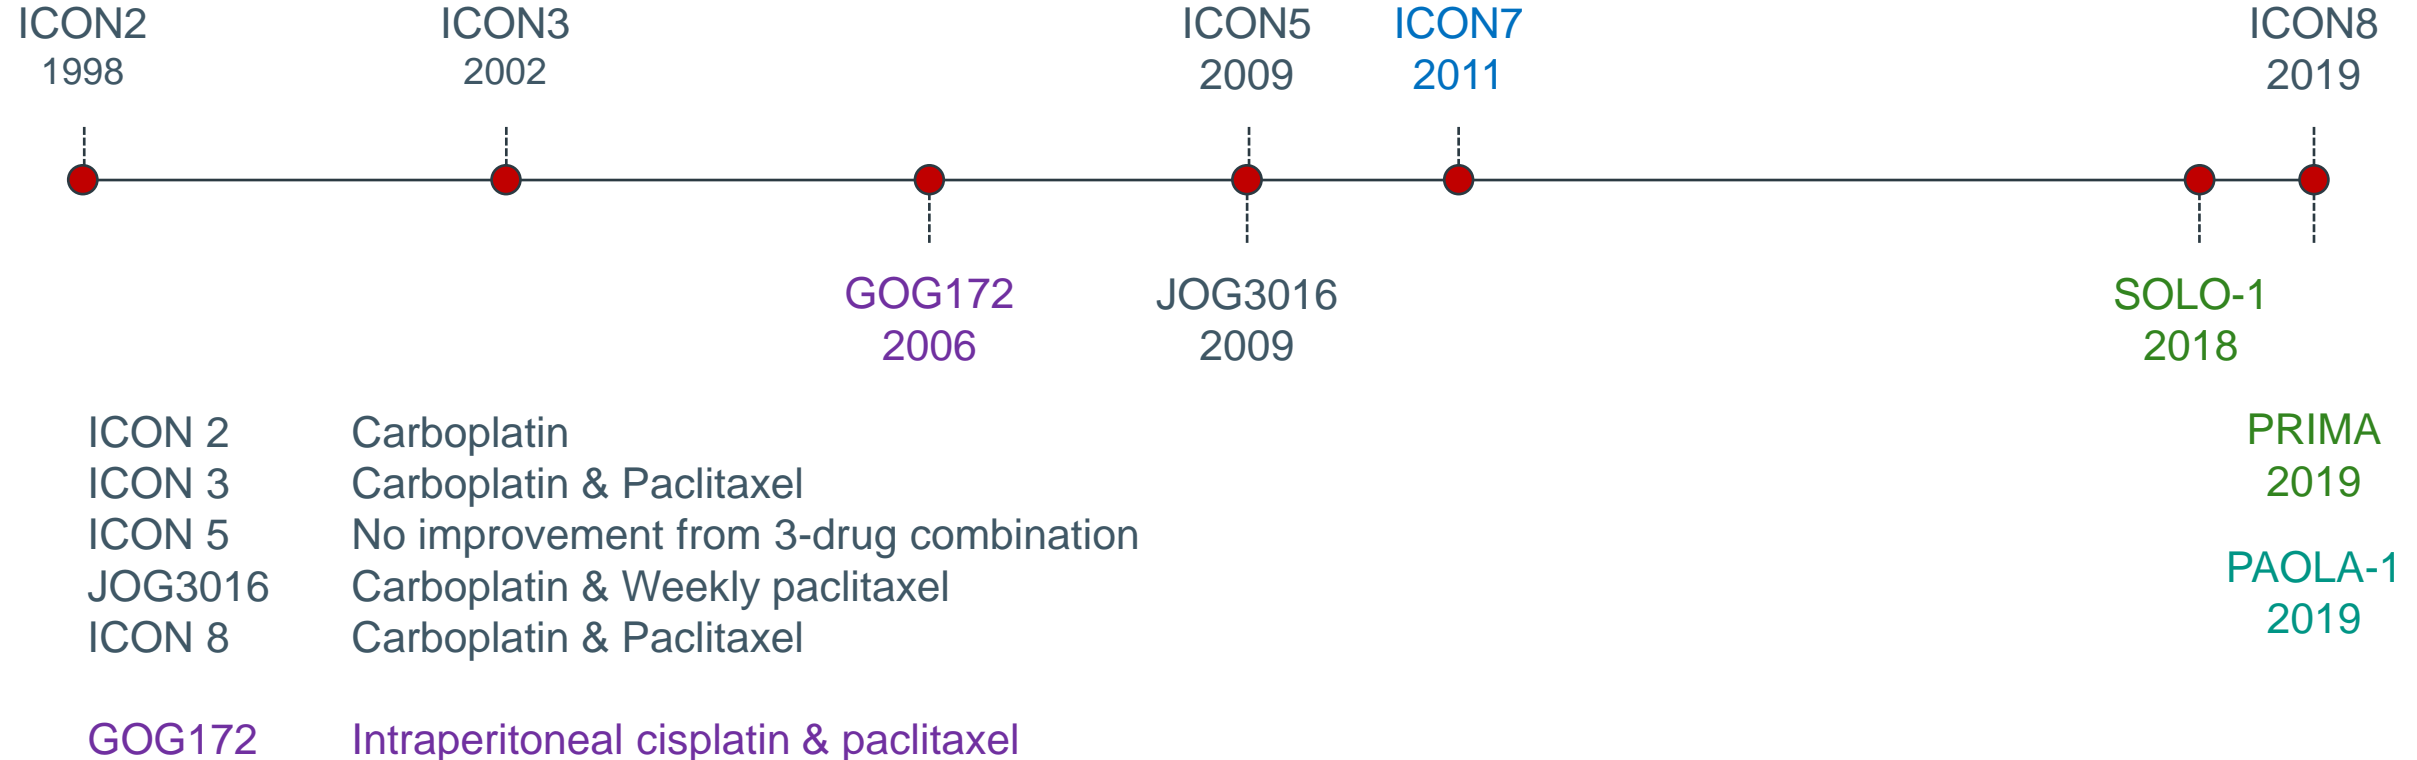 ICON2
1998
ICON3
2002
ICON5
2009
ICON7
2011
ICON8
2019
GOG172
2006
JOG3016
2009
SOLO-1
2018
PRIMA
2019
PAOLA-1
2019
ICON 2 Carboplatin
ICON 3 Carboplatin & Paclitaxel
ICON 5 No improvement from 3-drug combination
JOG3016 Carboplatin & Weekly paclitaxel
ICON 8 Carboplatin & Paclitaxel
GOG172 Intraperitoneal cisplatin & paclitaxel